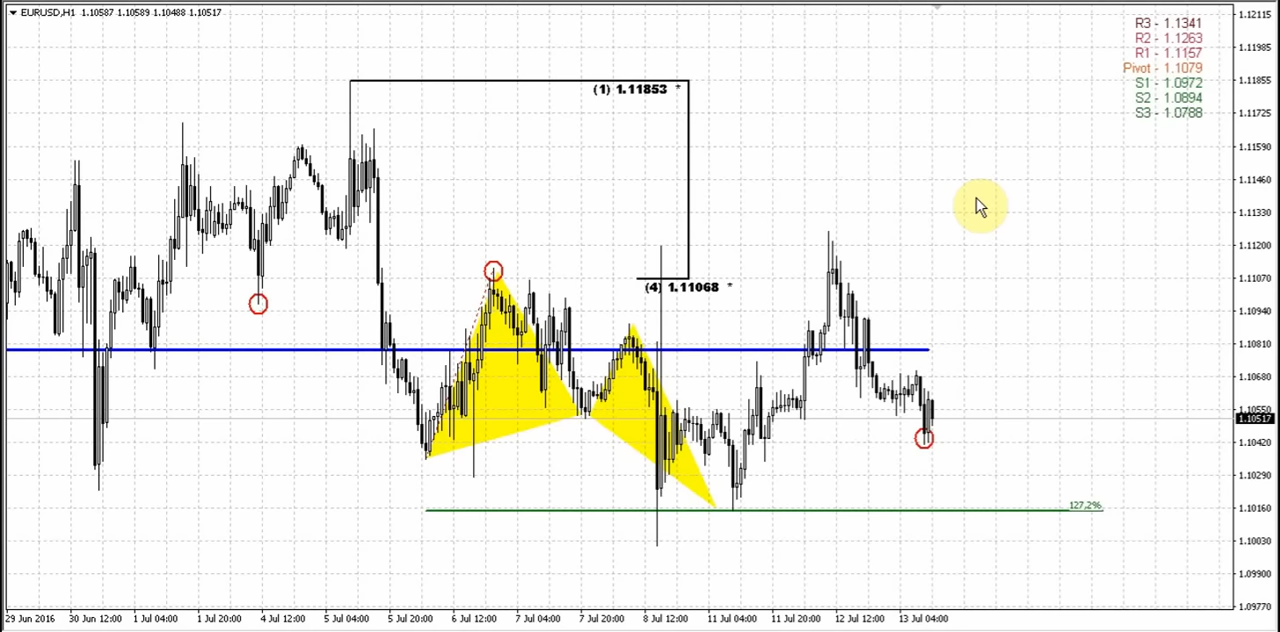 EURUSD,H1 1.10587 1.10589 1.10488 1.10517
R3 - 1.1341
R2 - 1.1263
R1 - 1.1157
Pivot - 1.1079
S1 - 1.0972
S2 - 1.0894
S3 - 1.0788
(1) 1.11853 *
(4) 1.11068 *
127,2%
1.12115
1.11985
1.11855
1.11725
1.11590
1.11460
1.11330
1.11200
1.11070
1.10940
1.10810
1.10680
1.10550
1.10517
1.10420
1.10290
1.10160
1.10030
1.09900
1.09770
29 Jun 2016 30 Jun 12:00 1 Jul 04:00 1 Jul 20:00 4 Jul 12:00 5 Jul 04:00 5 Jul 20:00 6 Jul 12:00 7 Jul 04:00 7 Jul 20:00 8 Jul 12:00 11 Jul 04:00 11 Jul 20:00 12 Jul 12:00 13 Jul 04:00